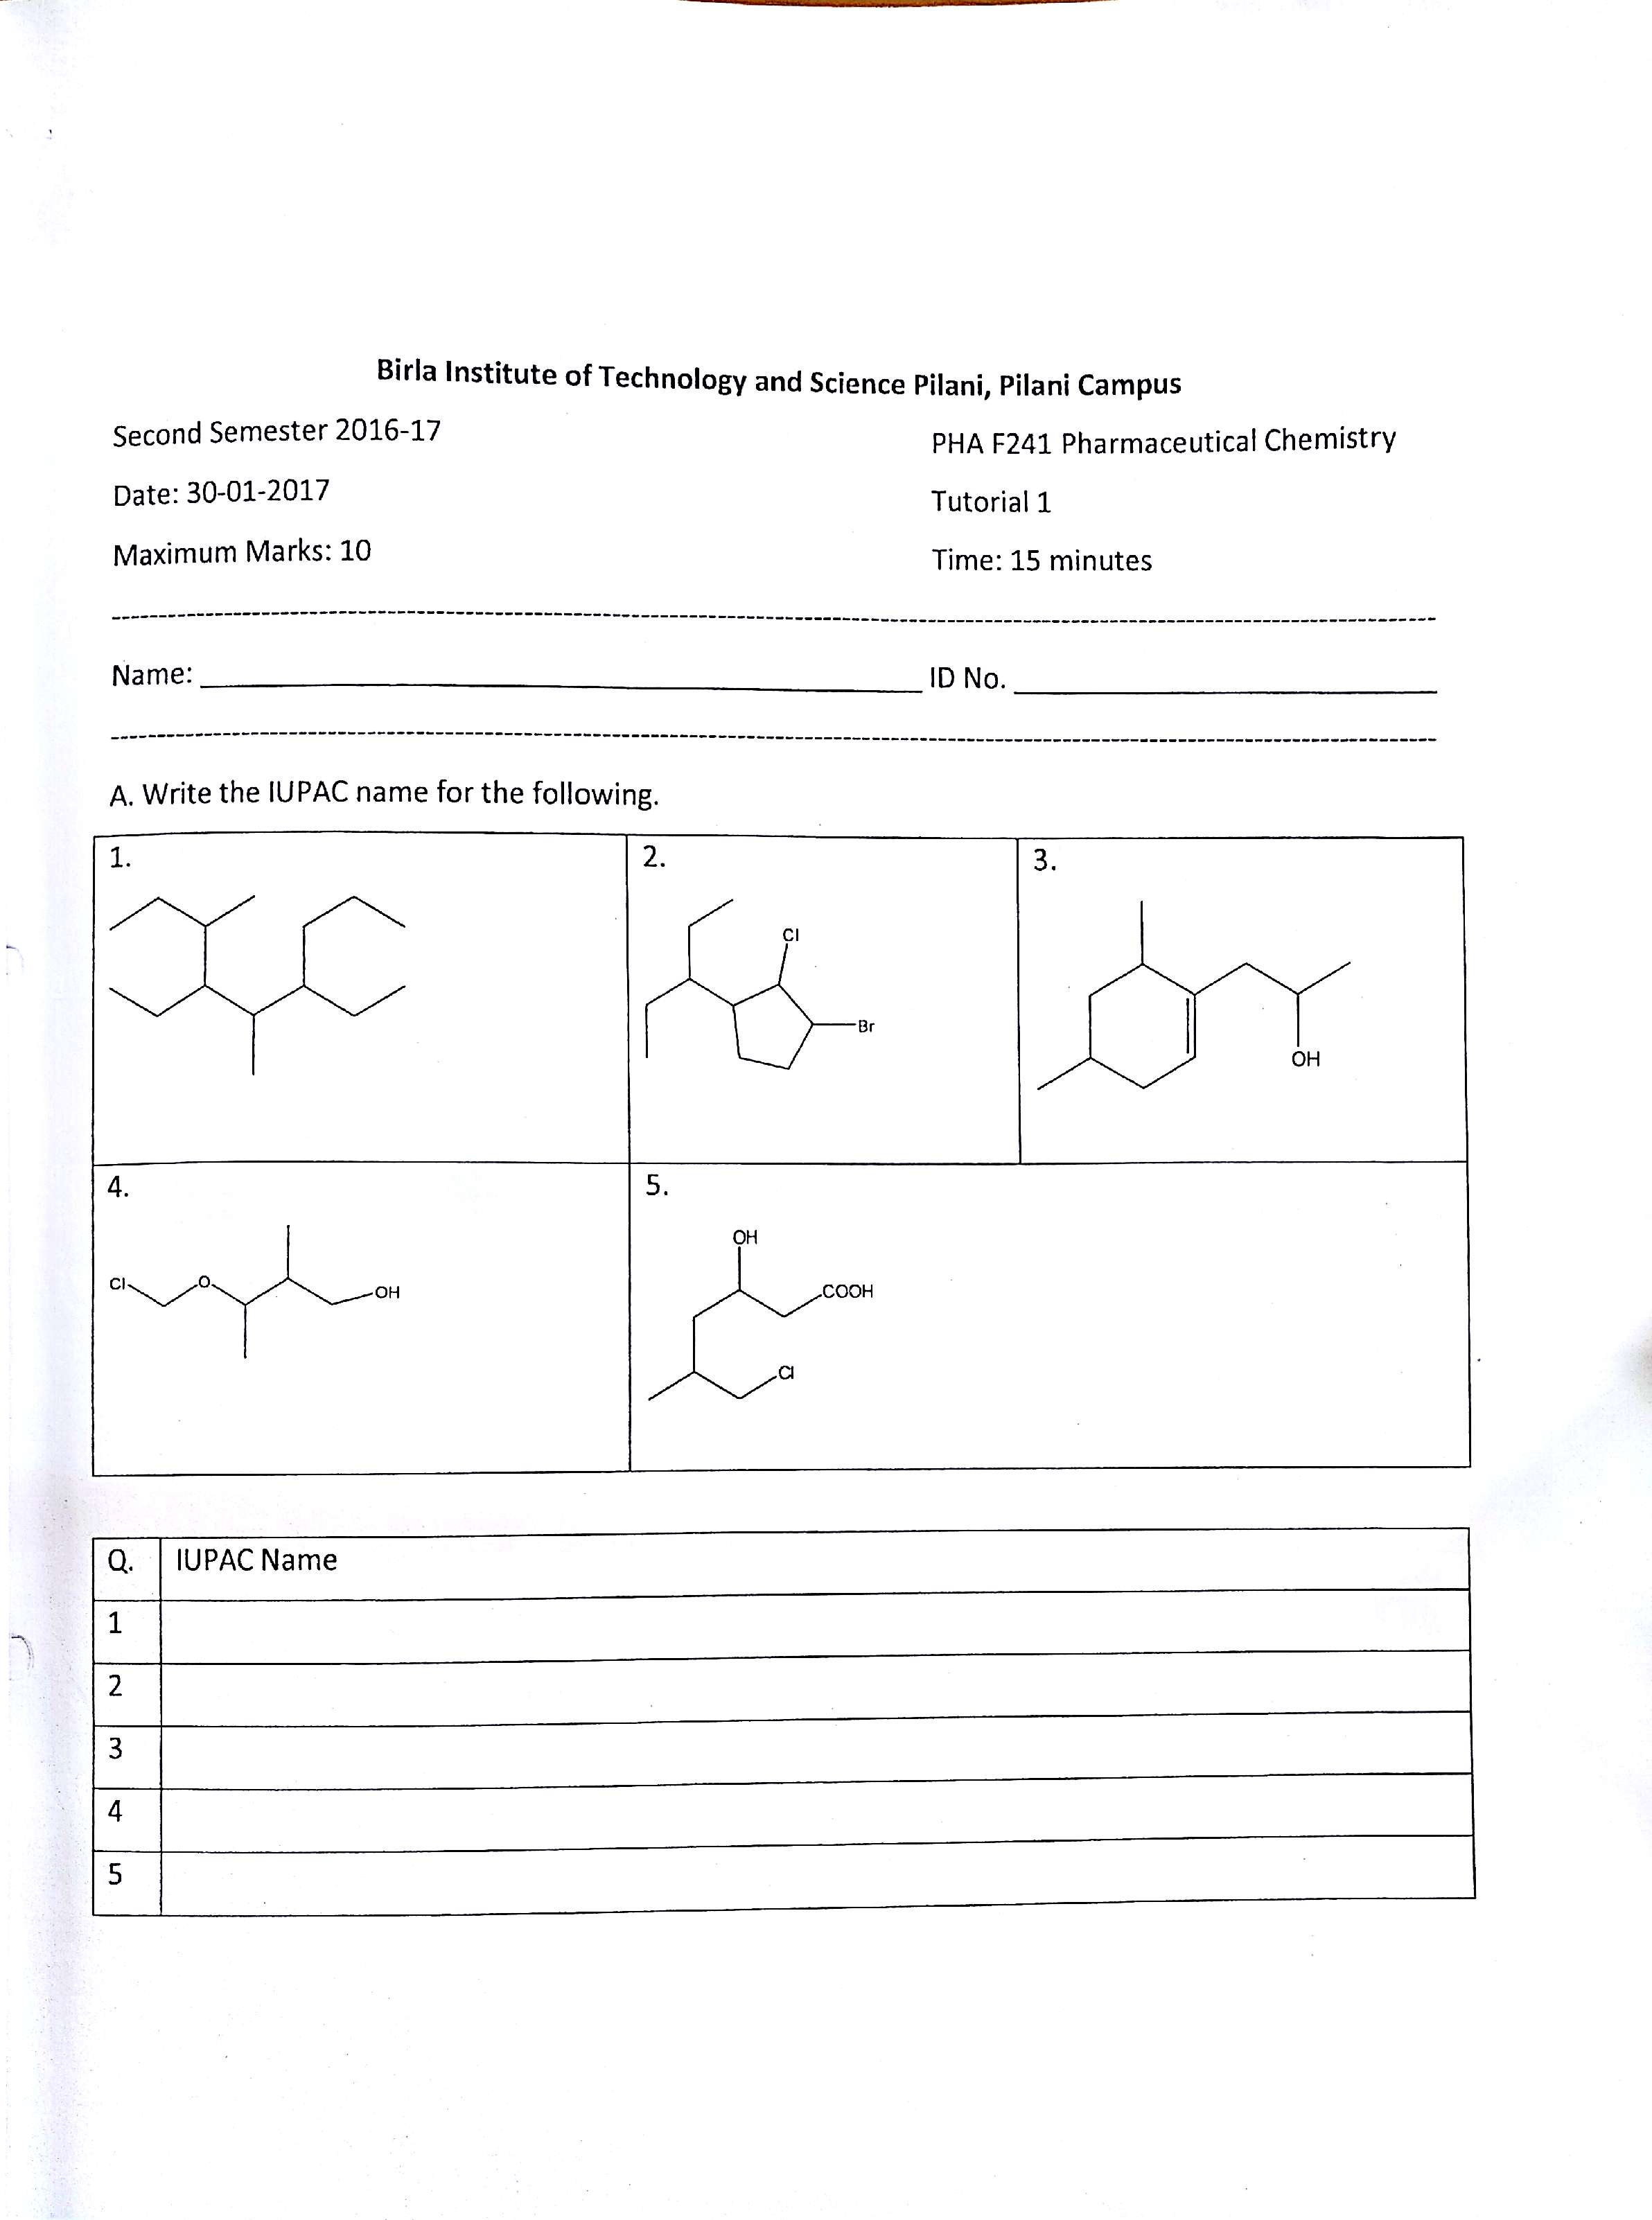 Birla Institute of Technology and Science Pilani, Pilani Campus
Second Semester 2016-17
PHA F241 Pharmaceutical Chemistry
Date: 30-01-2017
Tutorial 1
Maximum Marks: 10
Time: 15 minutes
Name:
ID No.
A. Write the IUPAC name for the following.
1.
2.
3.
Cl
Br
OH
4.
5.
OH
Cl
O
OH
COOH
Cl
Q. IUPAC Name
1
2
3
4
5